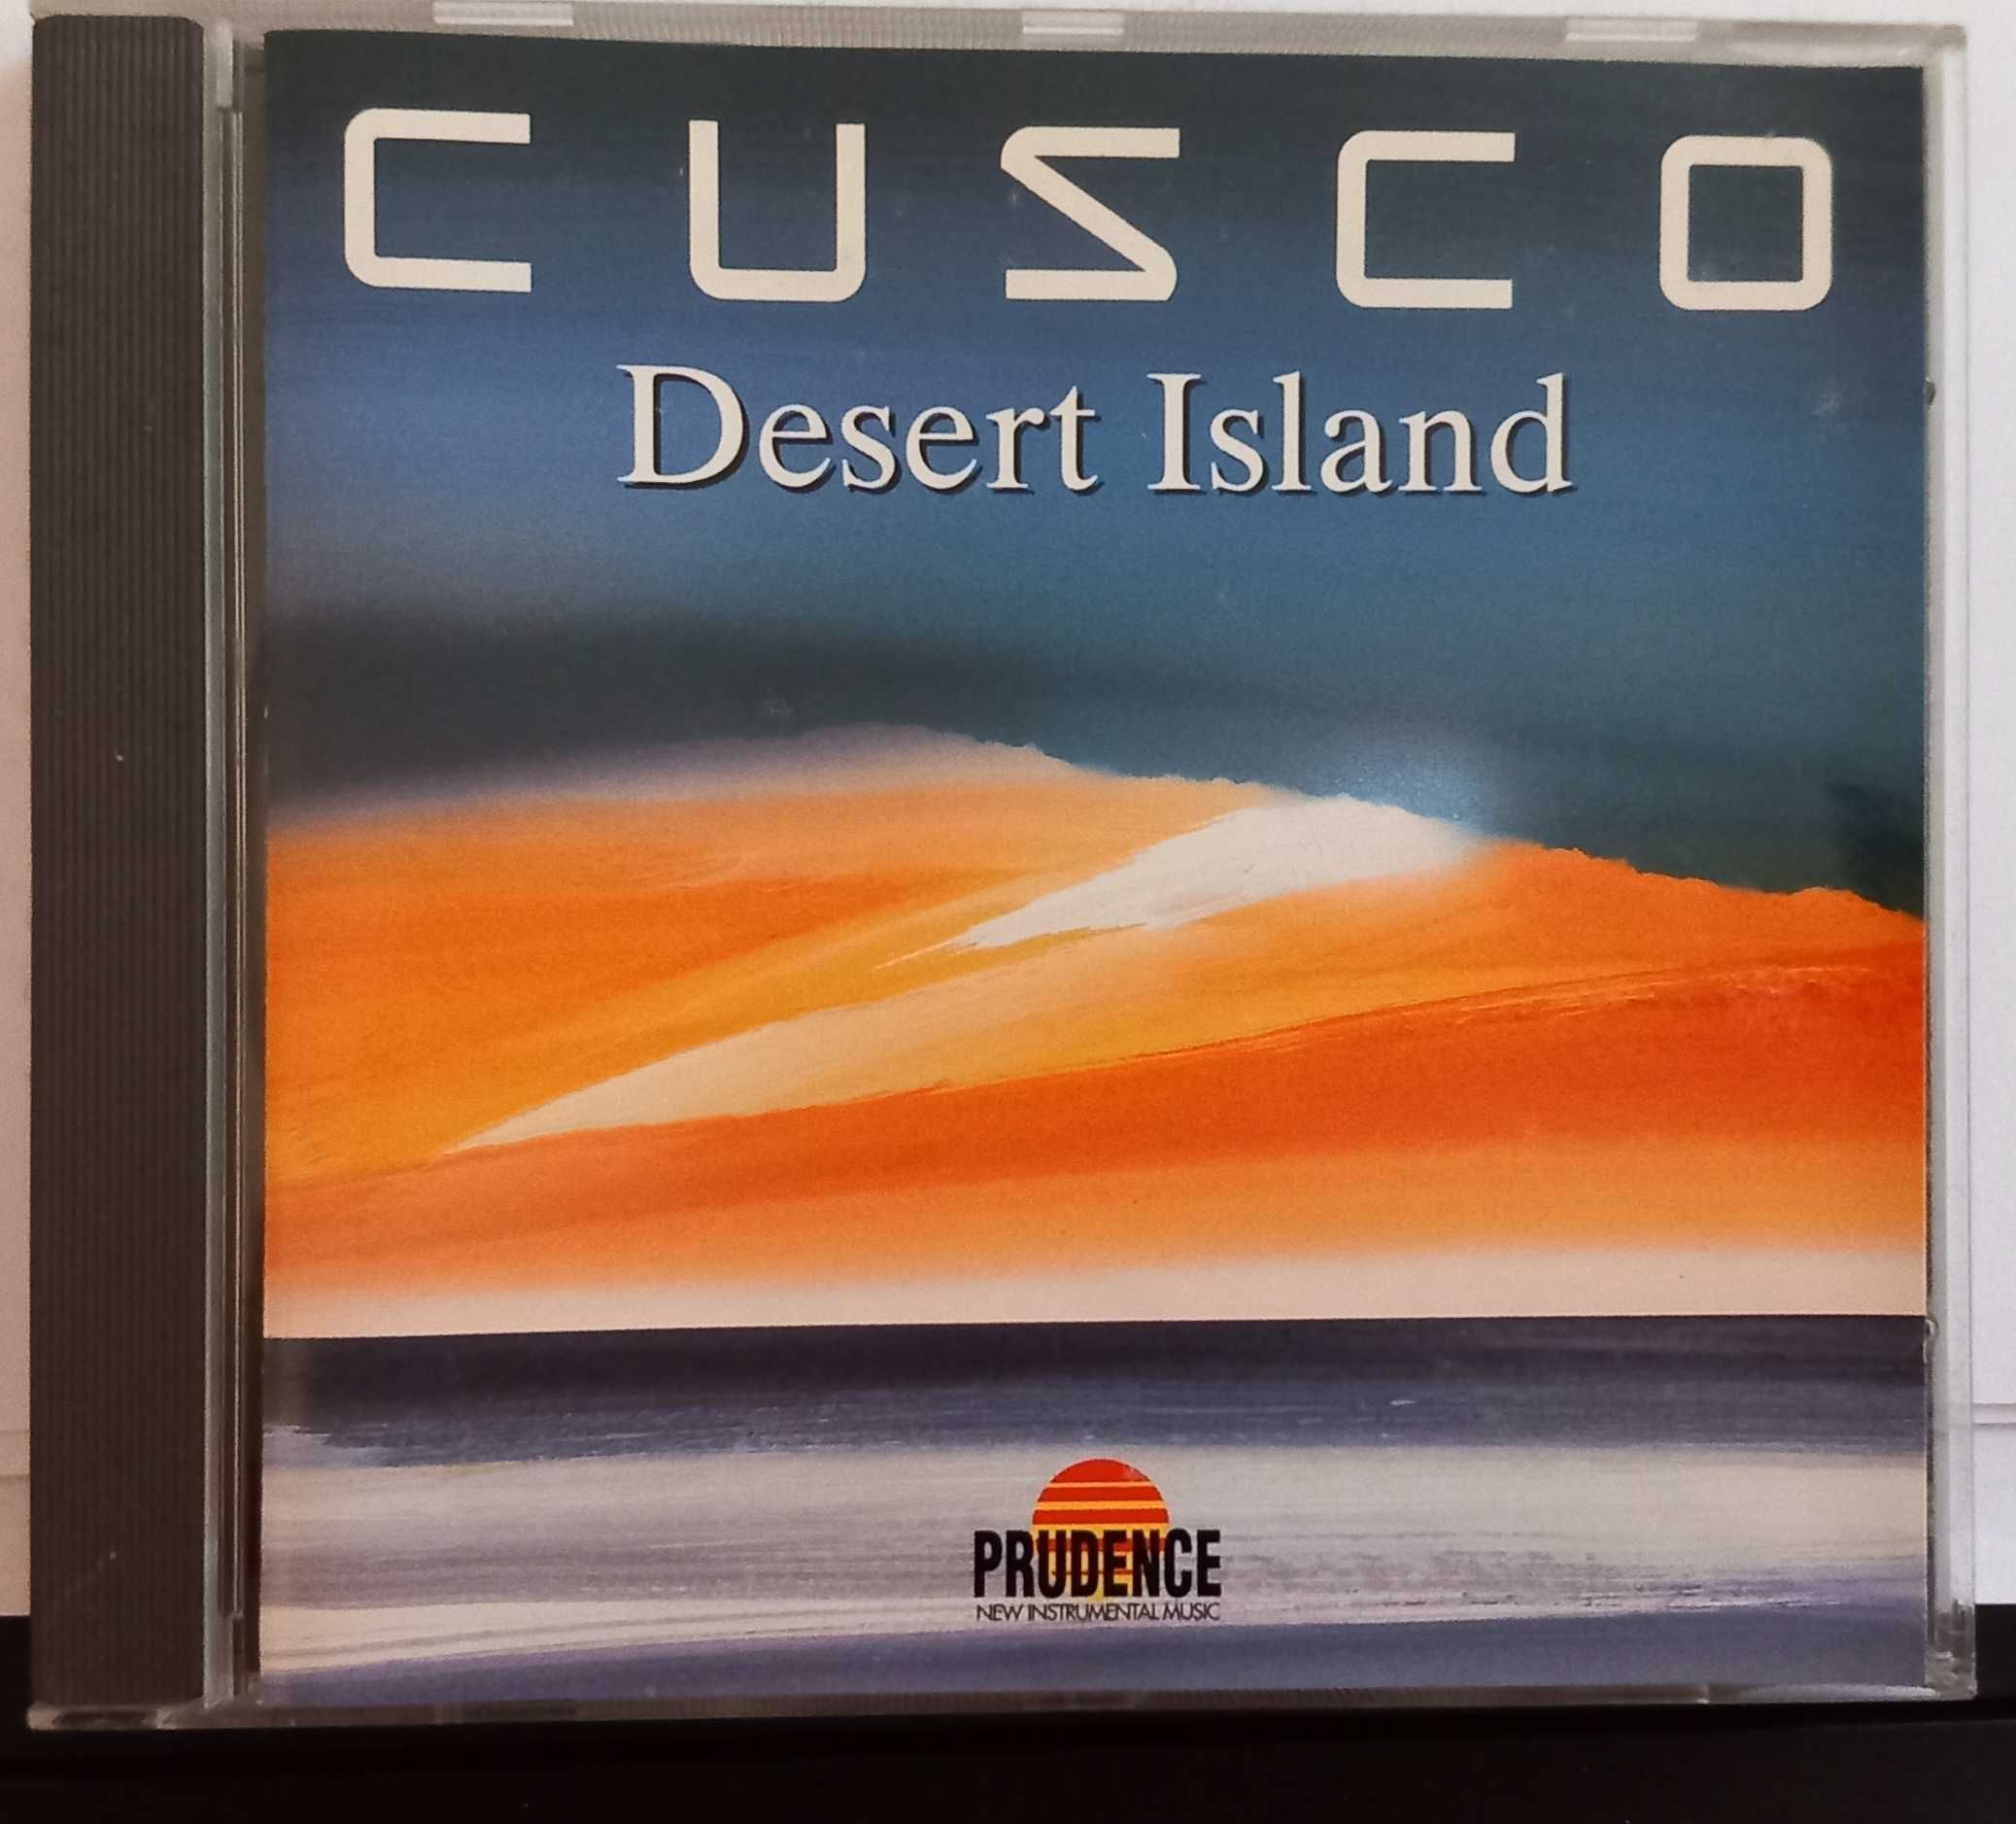 CUSCO
Desert Island
PRUDENCE
NEW INSTRUMENTAL MUSIC